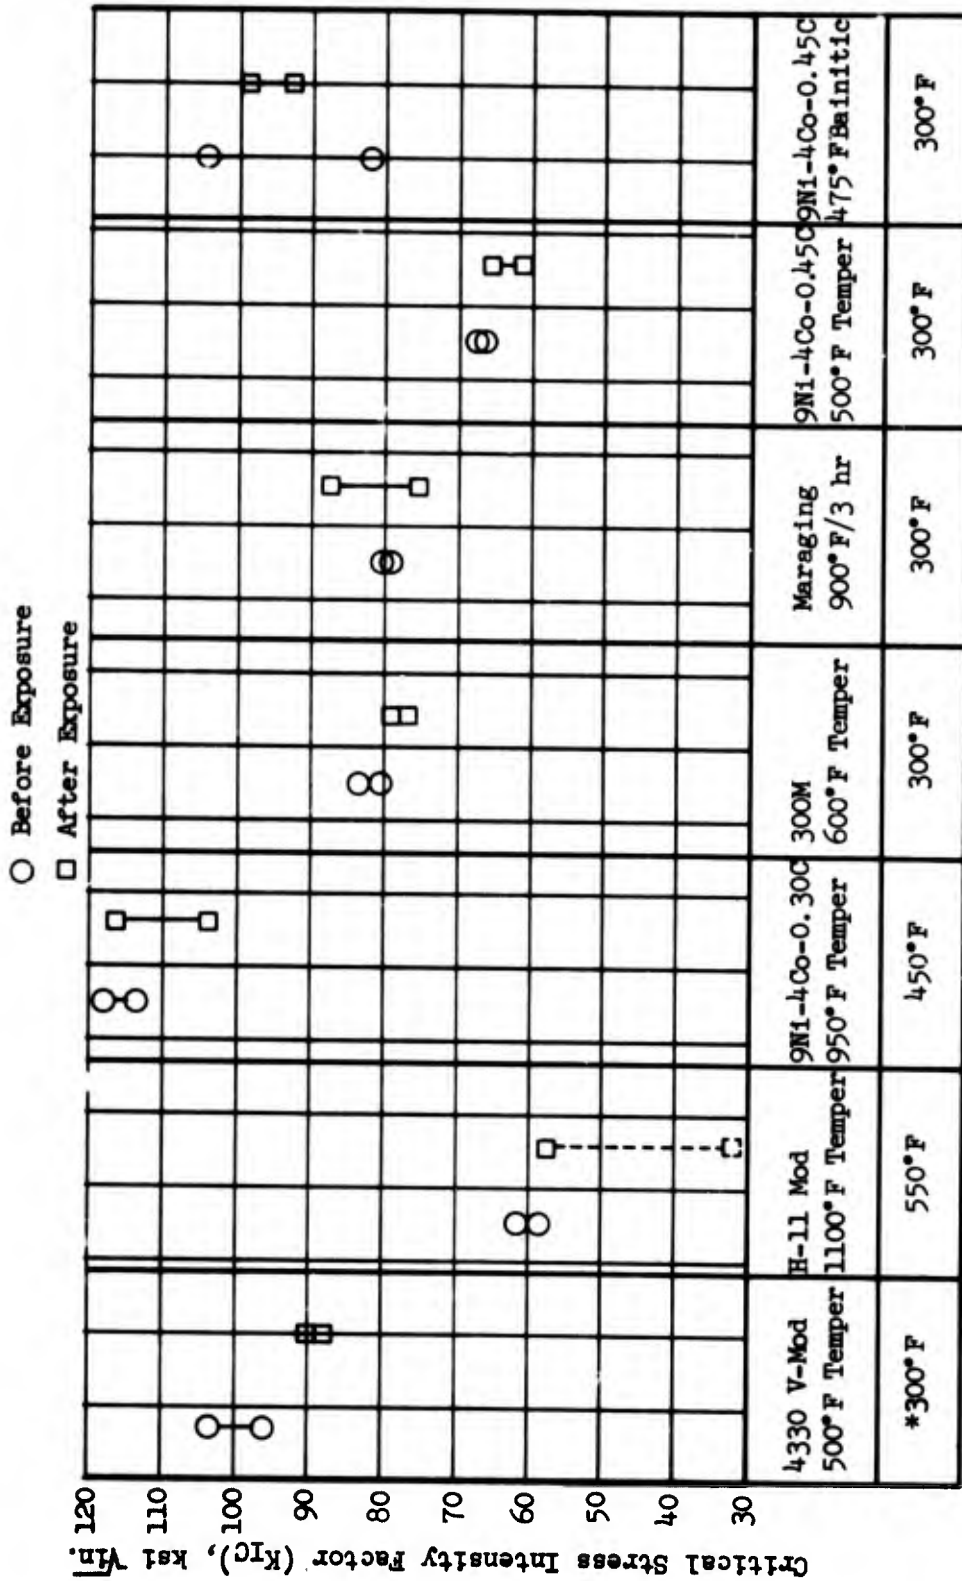 ○ Before Exposure
□ After Exposure
Critical Stress Intensity Factor (K_IC), ksi √in.
120
100
90
80
70
60
50
40
30
4330 V-Mod
500°F Temper
H-11 Mod
1100°F Temper
9Ni-4Co-0.30C
950°F Temper
300M
600°F Temper
Maraging
900°F/3 hr
9Ni-4Co-0.45C
500°F Temper
9Ni-4Co-0.45C
475°F Bainitic
*300°F
550°F
450°F
300°F
300°F
300°F
300°F